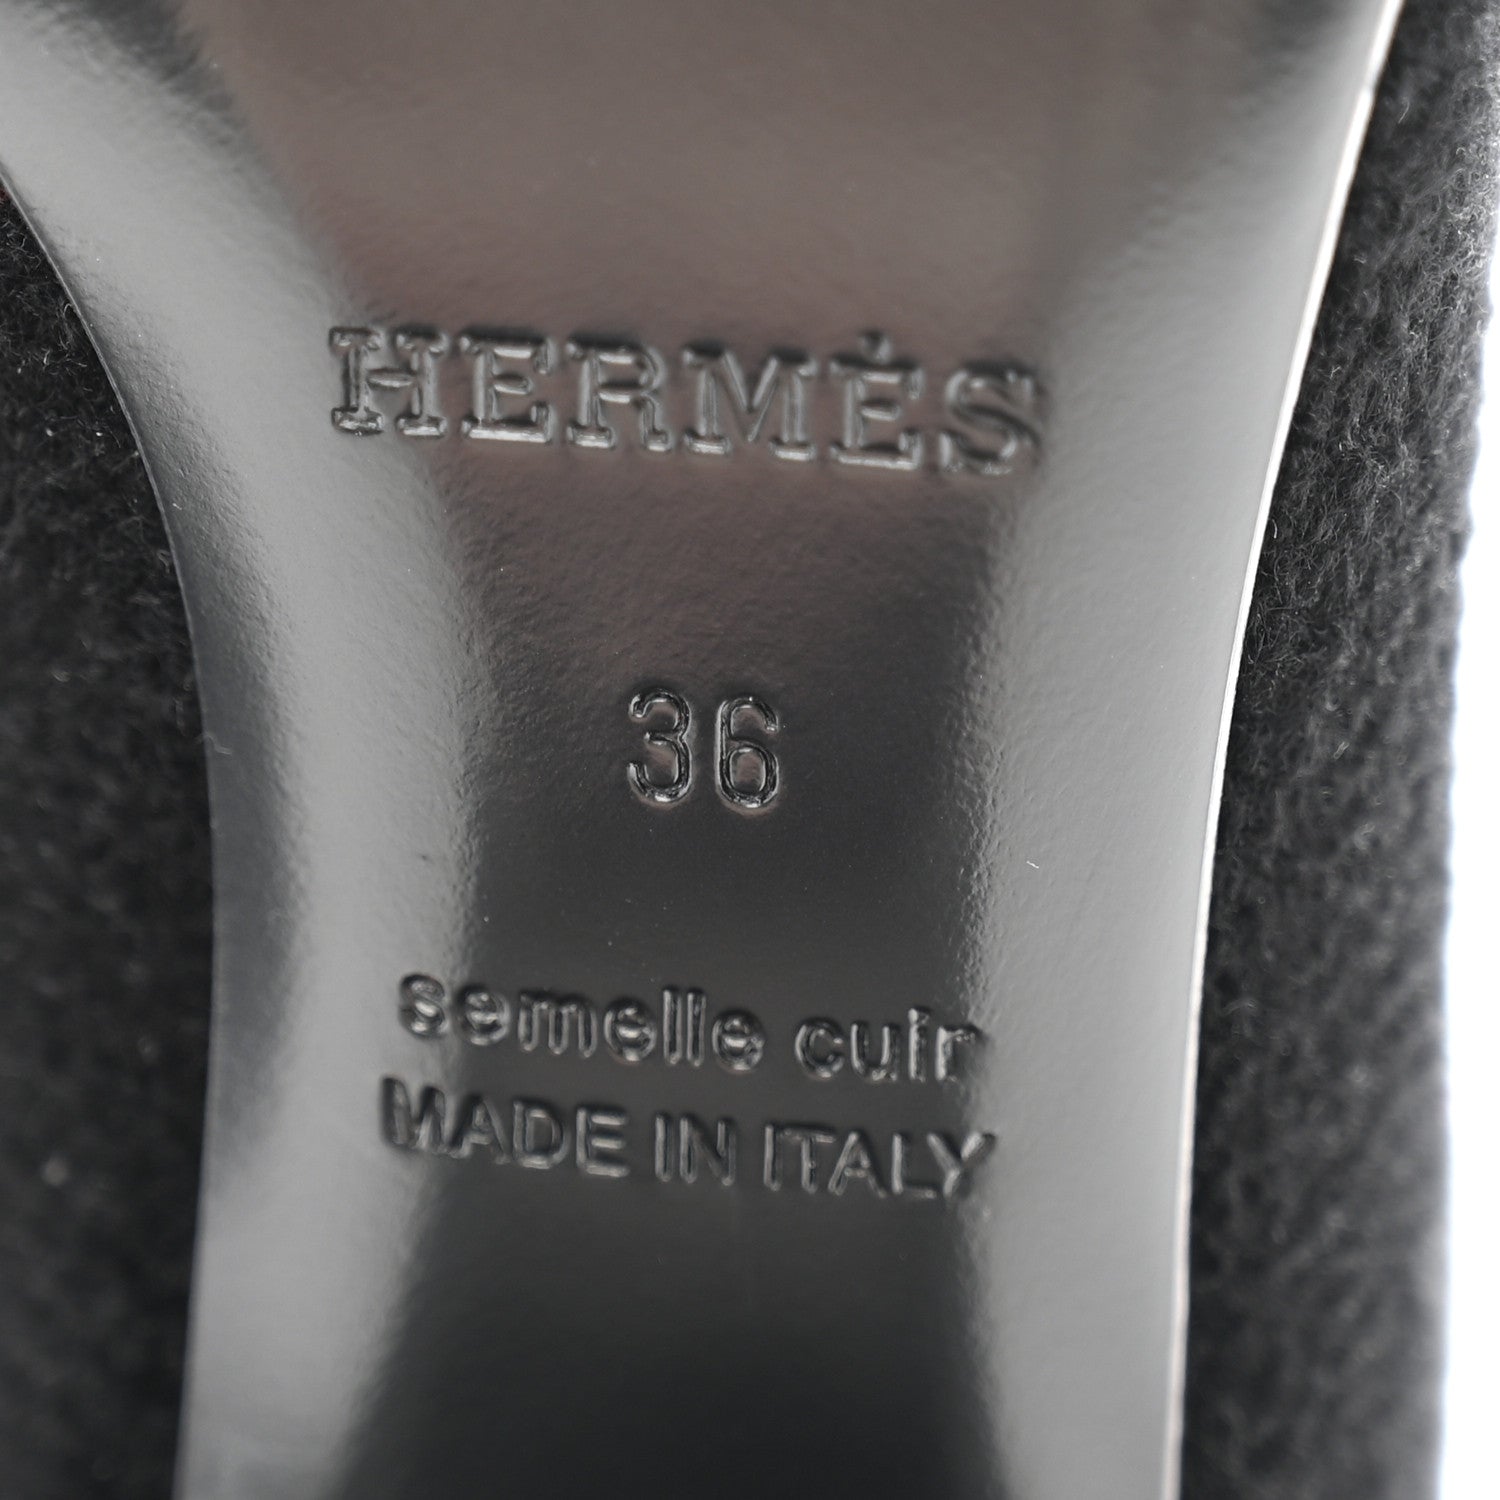 HERMÈS
36
semelle cuir
MADE IN ITALY